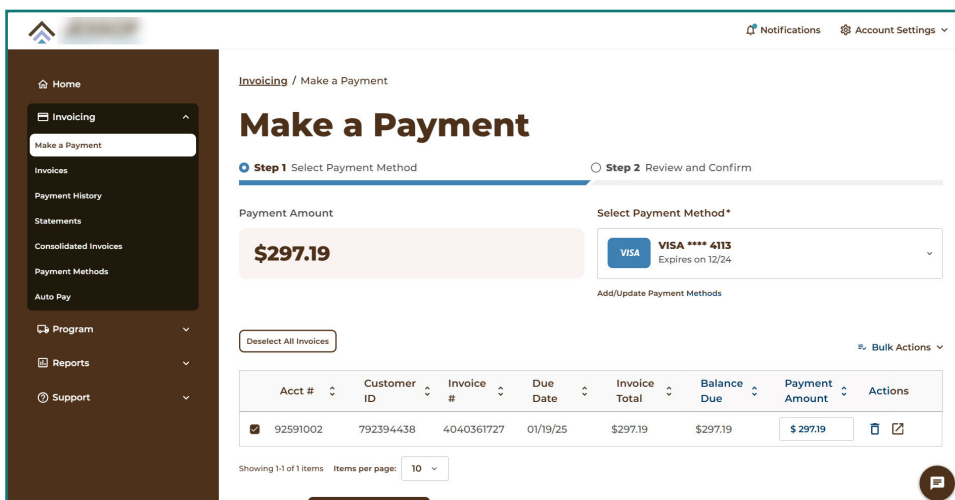 Notifications
Account Settings
Home
Invoicing
Make a Payment
Invoices
Payment History
Statements
Consolidated Invoices
Payment Methods
Auto Pay
Program
Reports
Support
Invoicing / Make a Payment
Make a Payment
Step 1 Select Payment Method
Step 2 Review and Confirm
Payment Amount
$297.19
Select Payment Method*
VISA
VISA **** 4113
Expires on 12/24
Add/Update Payment Methods
Deselect All Invoices
Bulk Actions
Acct # Customer ID Invoice # Due Date Invoice Total Balance Due Payment Amount Actions
92591002 792394438 4040361727 01/19/25 $297.19 $297.19 $ 297.19
Showing 1-1 of 1 items Items per page: 10